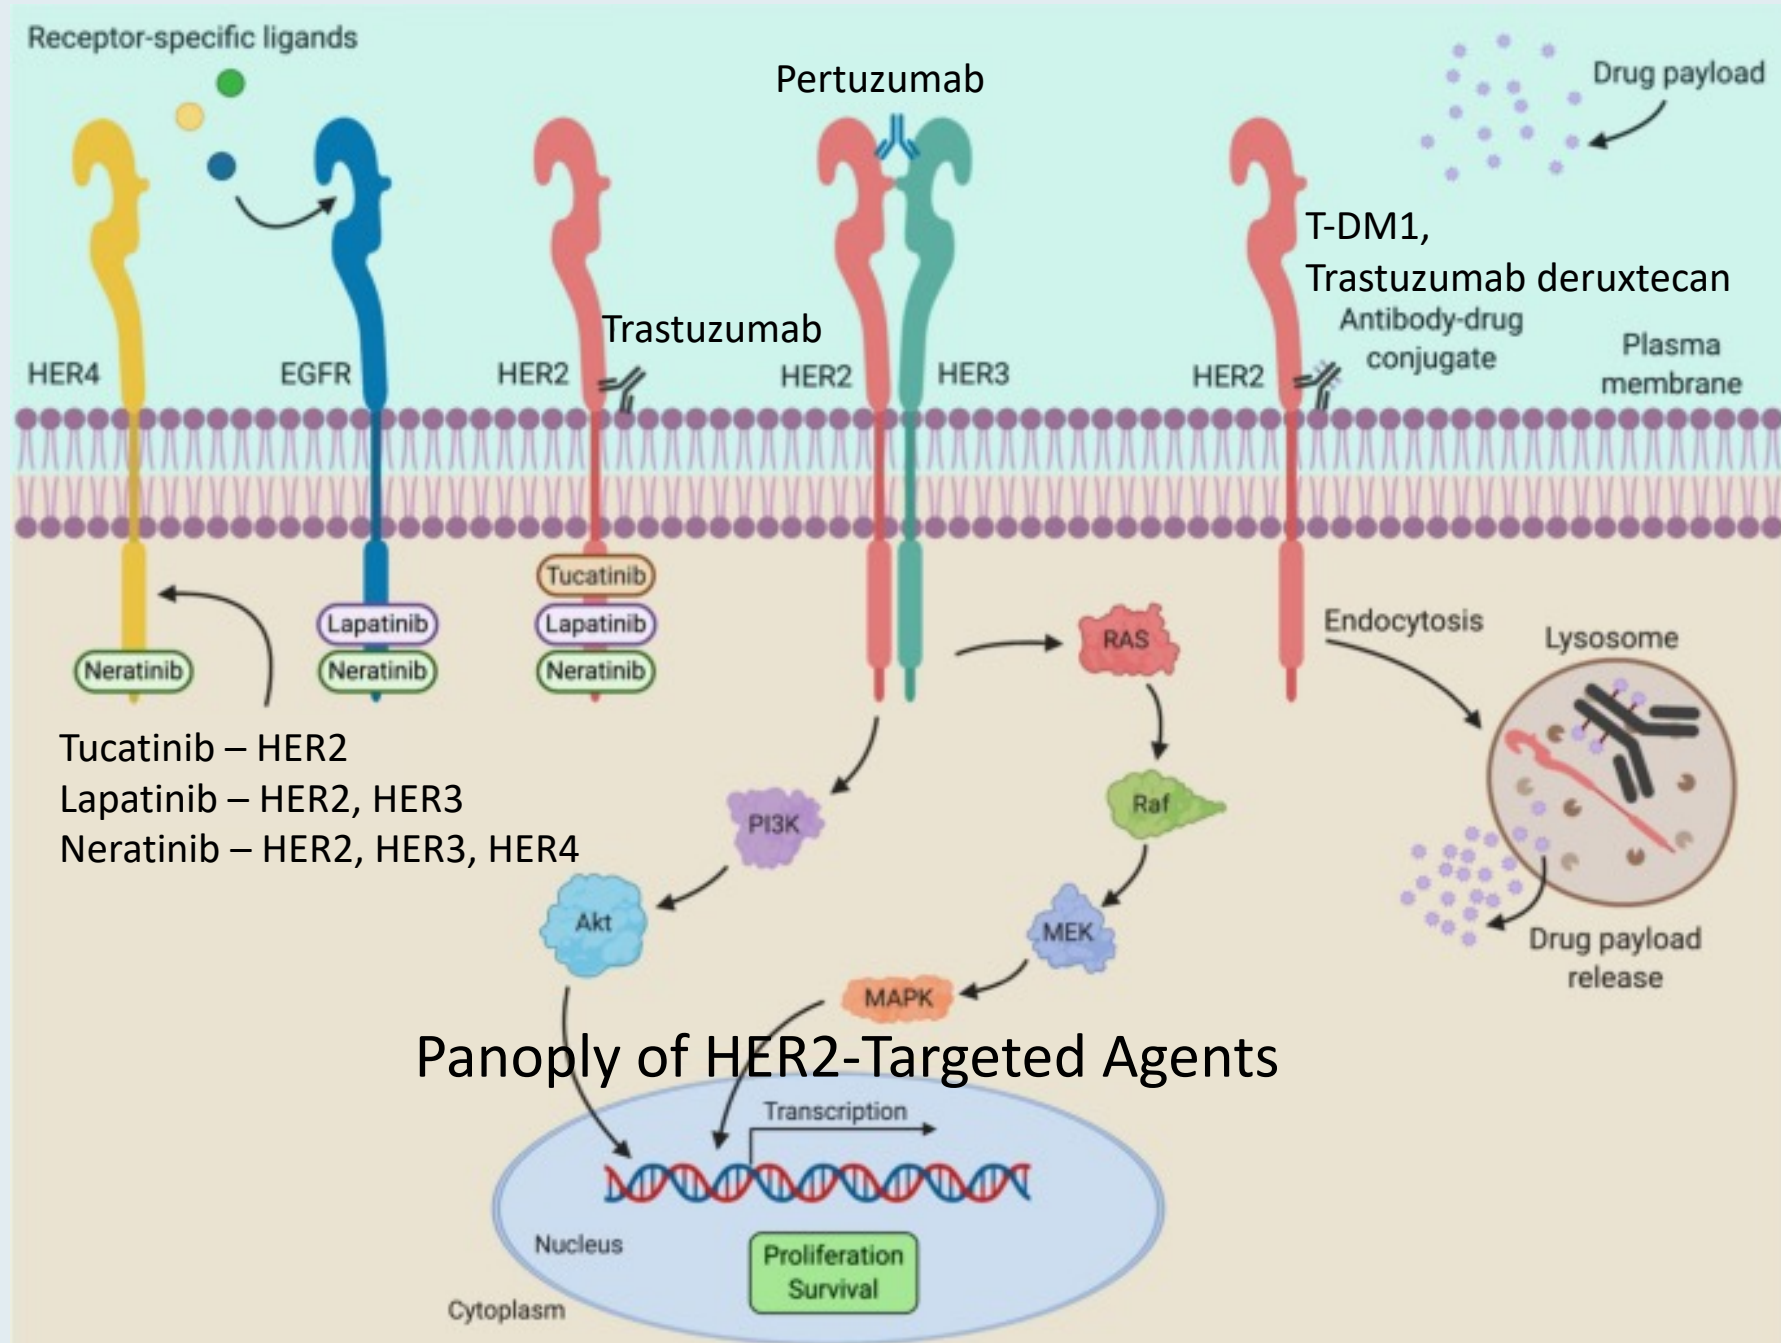 Receptor-specific ligands
Pertuzumab
Drug payload
T-DM1,
Trastuzumab deruxtecan
Antibody-drug
conjugate
Plasma
membrane
Trastuzumab
HER4
EGFR
HER2
HER2
HER3
HER2
Tucatinib
Lapatinib
Lapatinib
Neratinib
Neratinib
Neratinib
RAS
Endocytosis
Lysosome
Tucatinib – HER2
Lapatinib – HER2, HER3
Neratinib – HER2, HER3, HER4
PI3K
Raf
Akt
MEK
MAPK
Drug payload
release
Panoply of HER2-Targeted Agents
Transcription
Nucleus
Proliferation
Survival
Cytoplasm